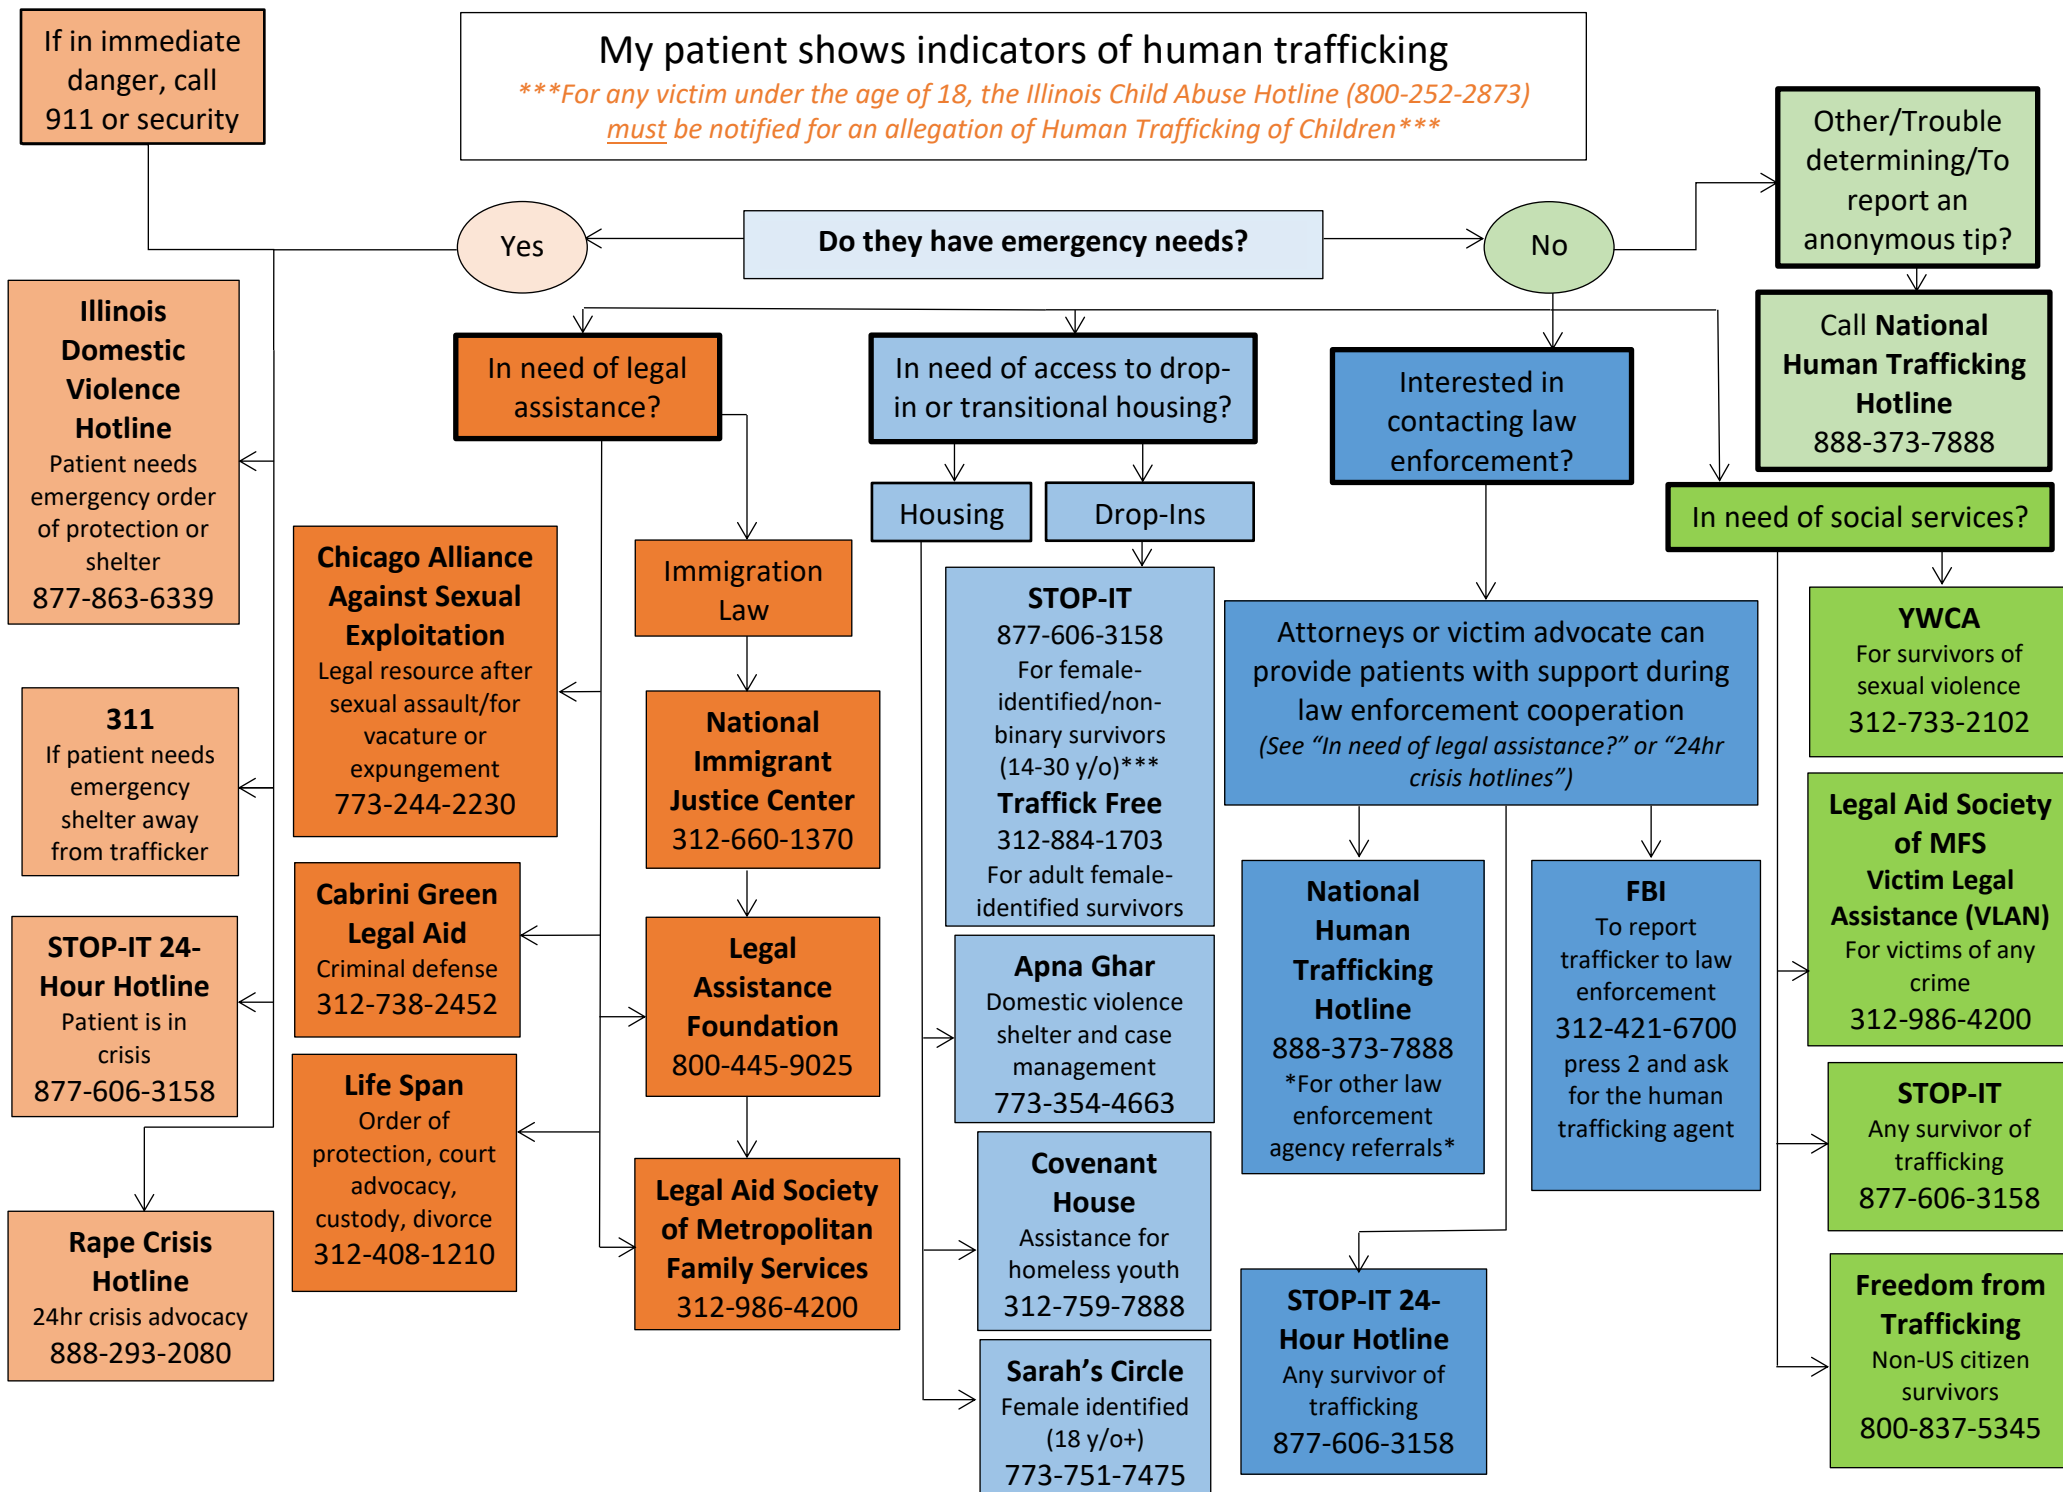 If in immediate
danger, call
911 or security
My patient shows indicators of human trafficking
***For any victim under the age of 18, the Illinois Child Abuse Hotline (800-252-2873)
must be notified for an allegation of Human Trafficking of Children***
Other/Trouble
determining/To
report an
anonymous tip?
Yes
Do they have emergency needs?
No
Call National
Human Trafficking
Hotline
888-373-7888
Illinois
Domestic
Violence
Hotline
Patient needs
emergency order
of protection or
shelter
877-863-6339
311
If patient needs
emergency
shelter away
from trafficker
STOP-IT 24-
Hour Hotline
Patient is in
crisis
877-606-3158
Rape Crisis
Hotline
24hr crisis advocacy
888-293-2080
In need of legal
assistance?
Chicago Alliance
Against Sexual
Exploitation
Legal resource after
sexual assault/for
vacature or
expungement
773-244-2230
Cabrini Green
Legal Aid
Criminal defense
312-738-2452
Life Span
Order of
protection, court
advocacy,
custody, divorce
312-408-1210
Immigration
Law
National
Immigrant
Justice Center
312-660-1370
Legal
Assistance
Foundation
800-445-9025
Legal Aid Society
of Metropolitan
Family Services
312-986-4200
In need of access to drop-
in or transitional housing?
Housing
Drop-Ins
STOP-IT
877-606-3158
For female-
identified/non-
binary survivors
(14-30 y/o)***
Traffick Free
312-884-1703
For adult female-
identified survivors
Apna Ghar
Domestic violence
shelter and case
management
773-354-4663
Covenant
House
Assistance for
homeless youth
312-759-7888
Sarah’s Circle
Female identified
(18 y/o+)
773-751-7475
Interested in
contacting law
enforcement?
Attorneys or victim advocate can
provide patients with support during
law enforcement cooperation
(See “In need of legal assistance?” or “24hr
crisis hotlines”)
National
Human
Trafficking
Hotline
888-373-7888
*For other law
enforcement
agency referrals*
FBI
To report
trafficker to law
enforcement
312-421-6700
press 2 and ask
for the human
trafficking agent
STOP-IT 24-
Hour Hotline
Any survivor of
trafficking
877-606-3158
In need of social services?
YWCA
For survivors of
sexual violence
312-733-2102
Legal Aid Society
of MFS
Victim Legal
Assistance (VLAN)
For victims of any
crime
312-986-4200
STOP-IT
Any survivor of
trafficking
877-606-3158
Freedom from
Trafficking
Non-US citizen
survivors
800-837-5345